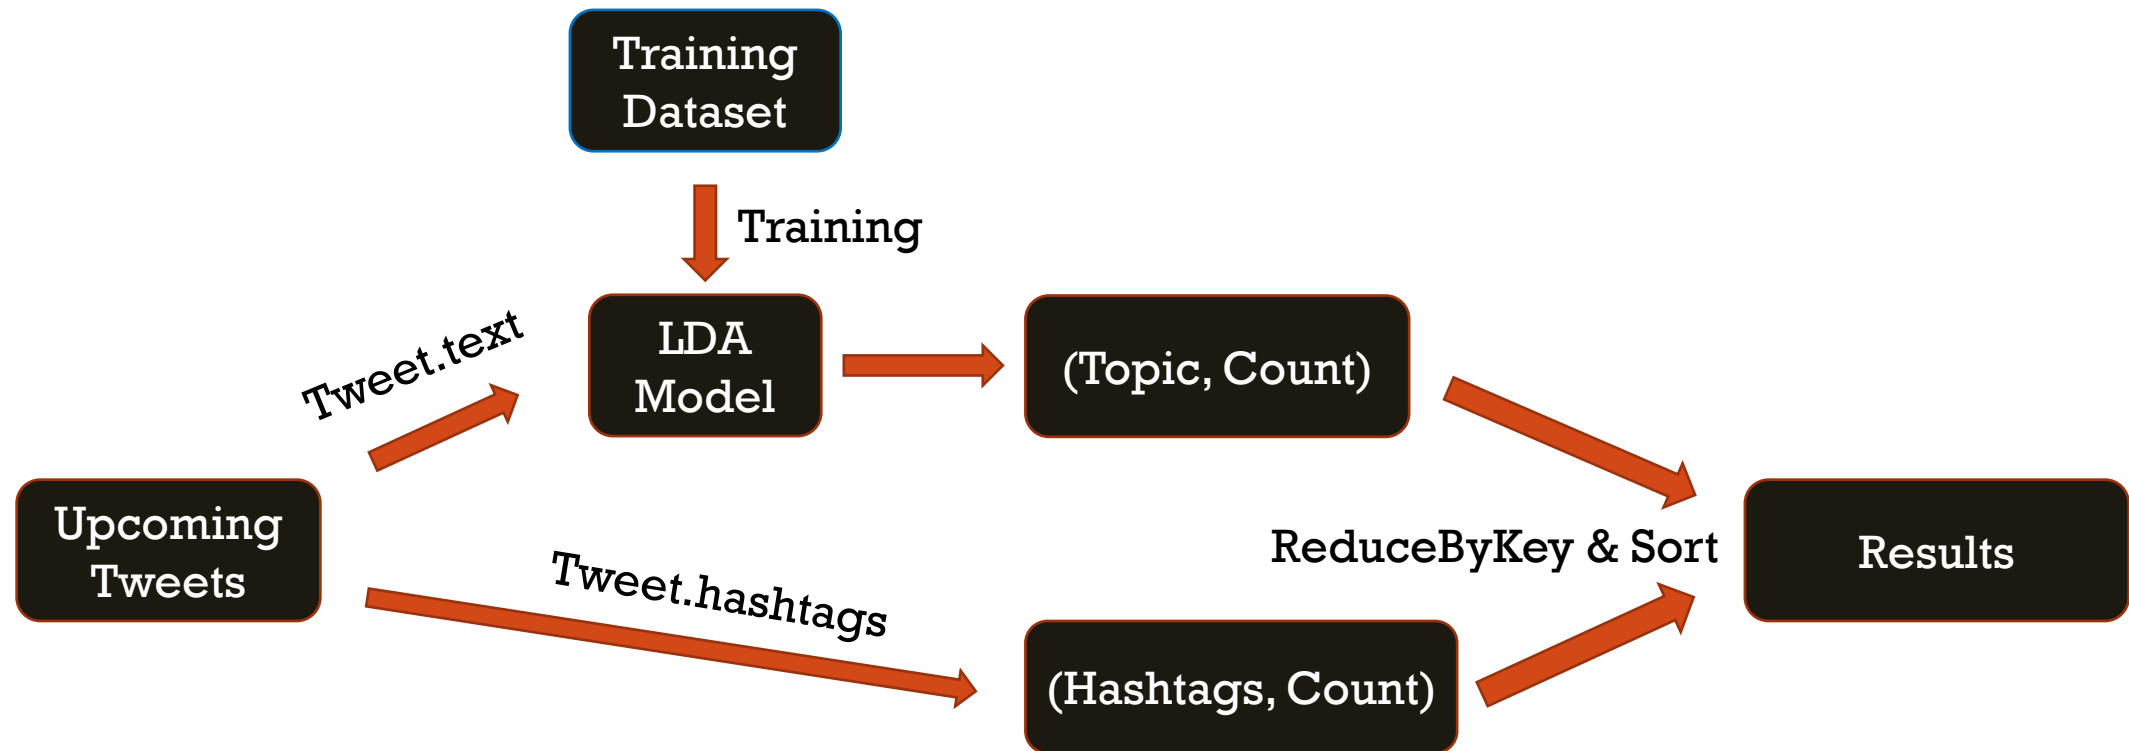 Training
Dataset
Training
Tweet.text
LDA
Model
(Topic, Count)
Upcoming
Tweets
Tweet.hashtags
ReduceByKey & Sort
Results
(Hashtags, Count)